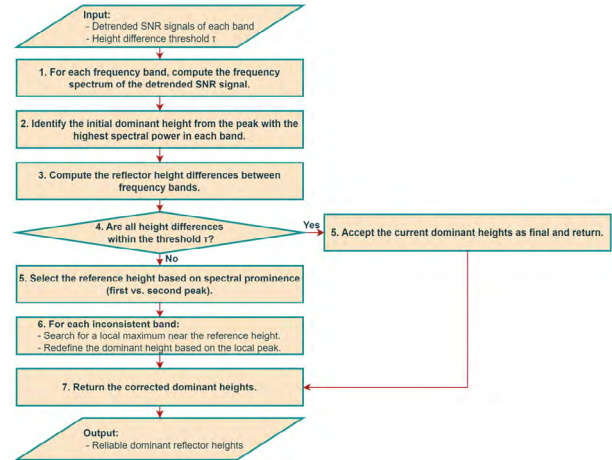 Input:
- Detrended SNR signals of each band
- Height difference threshold τ
1. For each frequency band, compute the frequency
spectrum of the detrended SNR signal.
2. Identify the initial dominant height from the peak with the
highest spectral power in each band.
3. Compute the reflector height differences between
frequency bands.
4. Are all height differences
within the threshold τ?
Yes
5. Accept the current dominant heights as final and return.
No
5. Select the reference height based on spectral prominence
(first vs. second peak).
6. For each inconsistent band:
- Search for a local maximum near the reference height.
- Redefine the dominant height based on the local peak.
7. Return the corrected dominant heights.
Output:
- Reliable dominant reflector heights